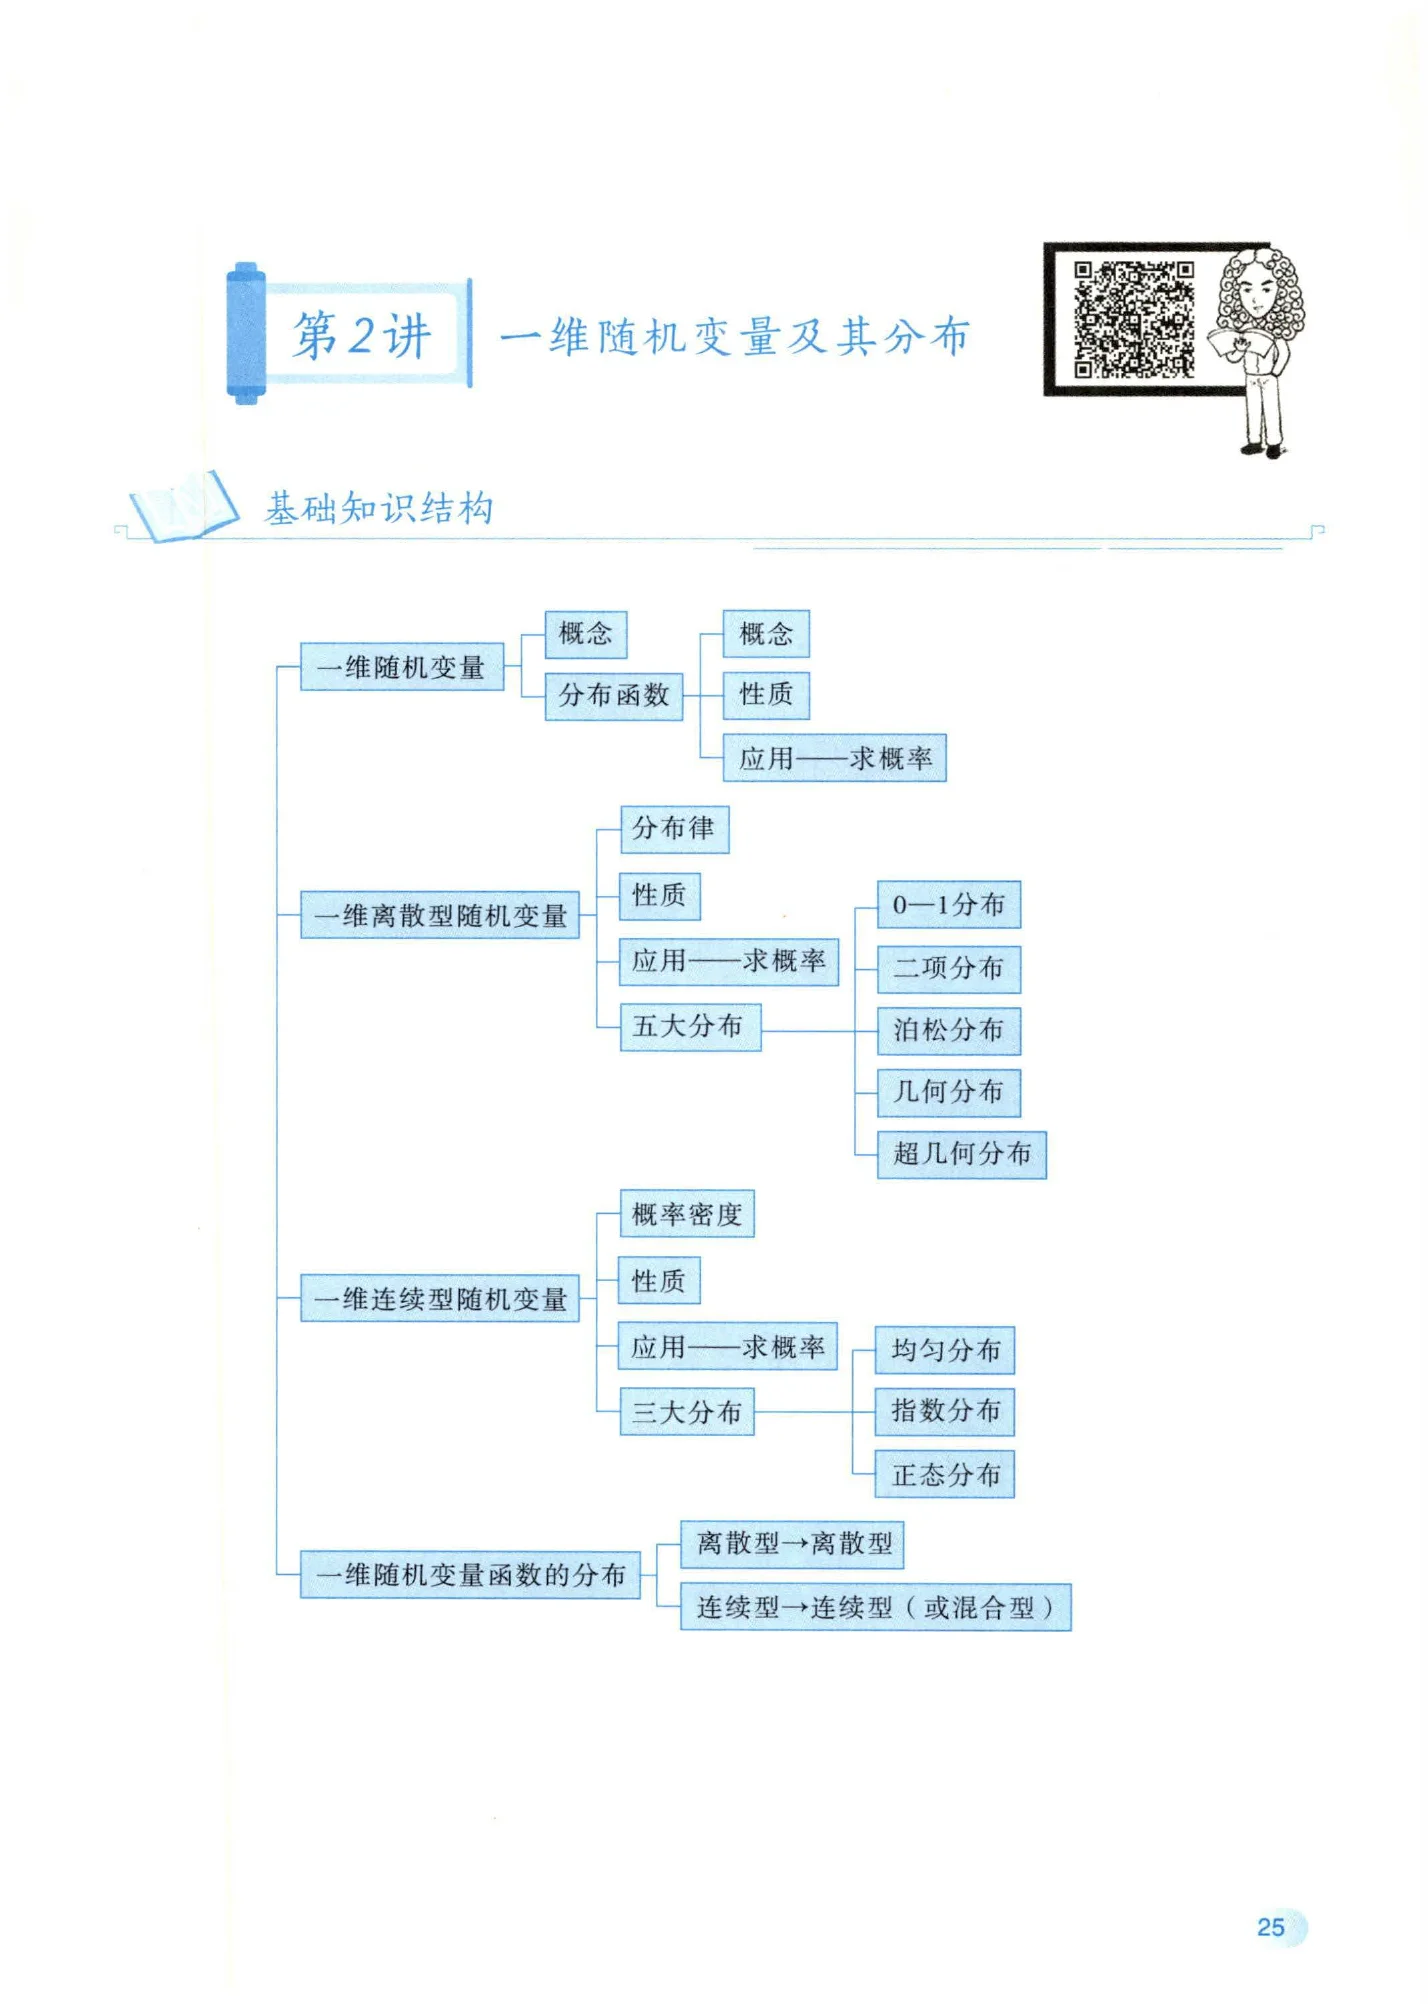 第2讲
一维随机变量及其分布
基础知识结构
一维随机变量
概念
分布函数
概念
性质
应用——求概率
一维离散型随机变量
分布律
性质
应用——求概率
五大分布
0—1分布
二项分布
泊松分布
几何分布
超几何分布
一维连续型随机变量
概率密度
性质
应用——求概率
三大分布
均匀分布
指数分布
正态分布
一维随机变量函数的分布
离散型→离散型
连续型→连续型（或混合型）
25